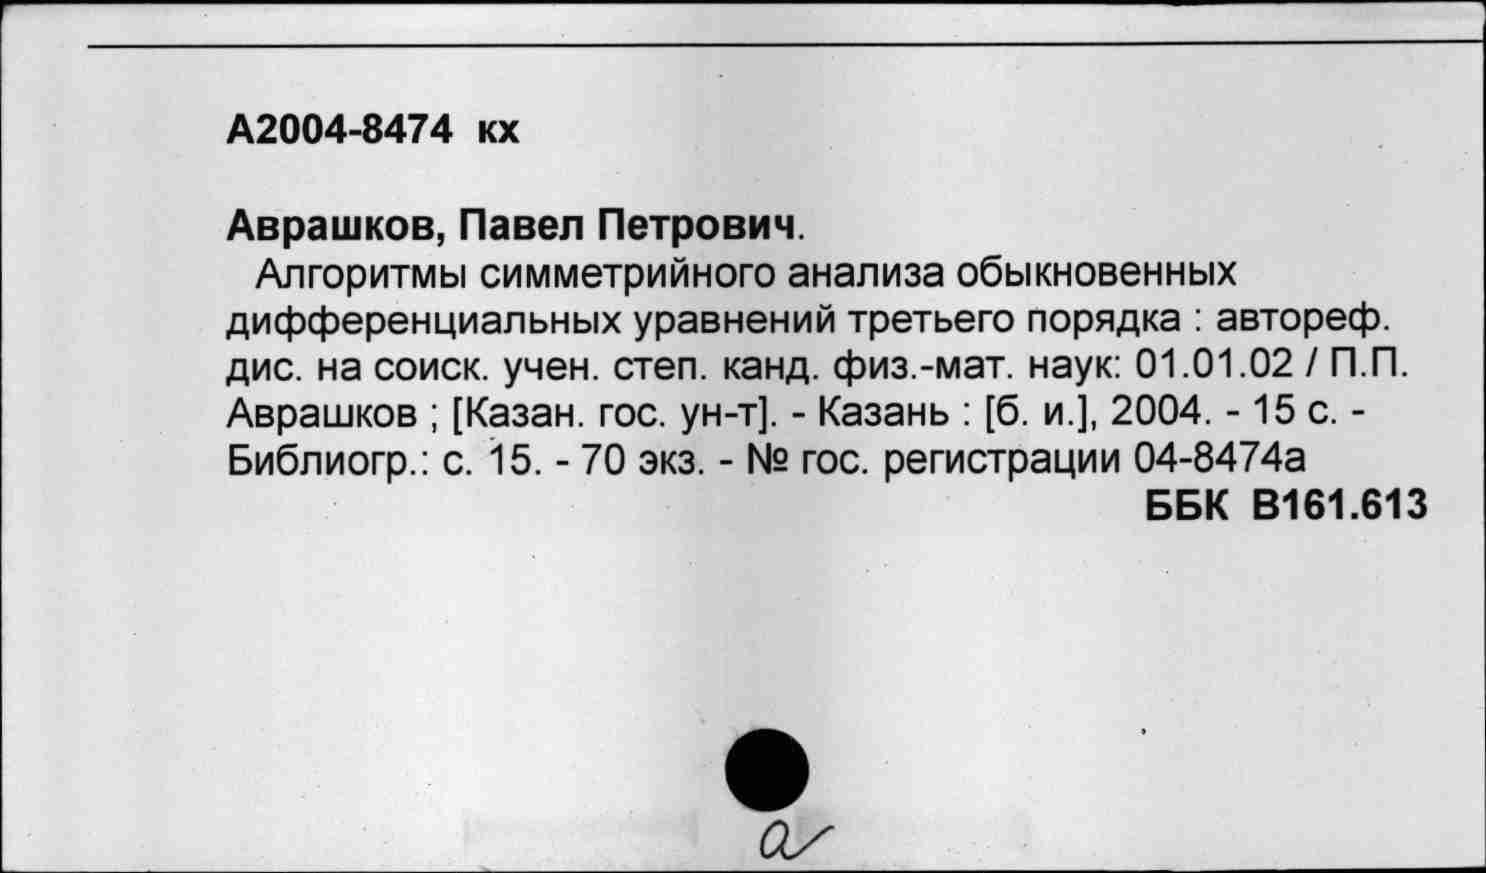 А2004-8474 кх
Аврашков, Павел Петрович.
Алгоритмы симметрийного анализа обыкновенных
дифференциальных уравнений третьего порядка : автореф.
дис. на соиск. учен. степ. канд. физ.-мат. наук: 01.01.02 / П.П.
Аврашков ; [Казан. гос. ун-т]. - Казань : [б. и.], 2004. - 15 с. -
Библиогр.: с. 15. - 70 экз. - № гос. регистрации 04-8474а
ББК В161.613
а